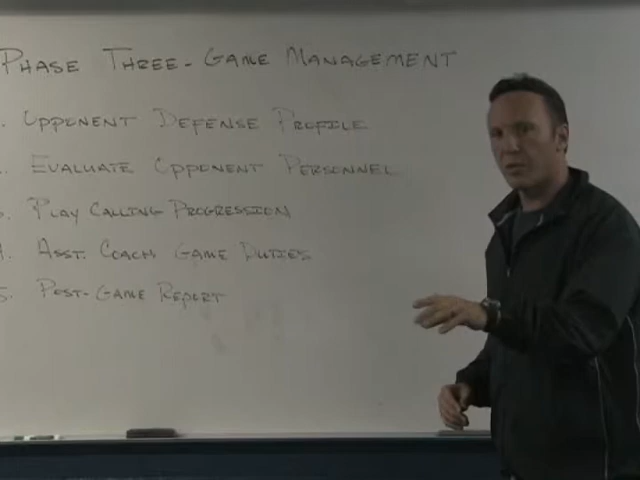 PHASE THREE - GAME MANAGEMENT
. OPPONENT DEFENSE PROFILE
. EVALUATE OPPONENT PERSONNEL
. PLAY CALLING PROGRESSION
4. ASST. COACH GAME DUTIES
5. POST-GAME REPORT